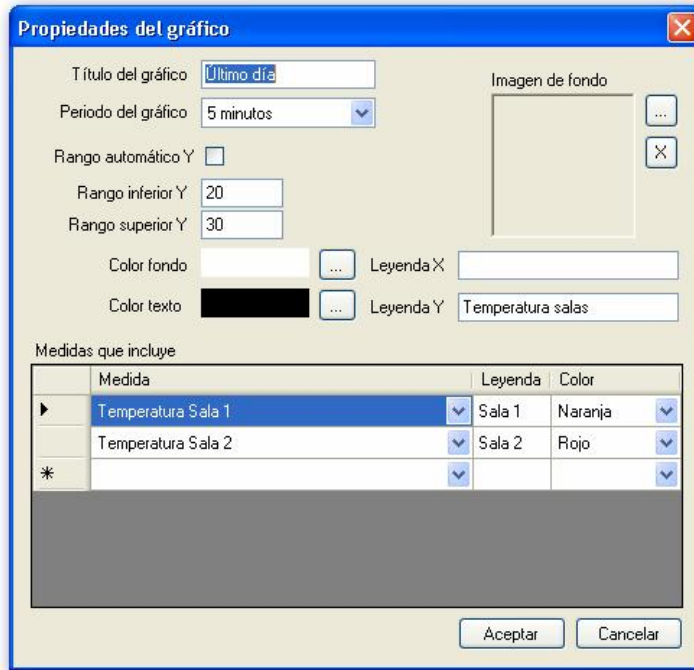 Propiedades del gráfico
Título del gráfico Último día
Imagen de fondo
Periodo del gráfico 5 minutos
...
Rango automático Y
X
Rango inferior Y 20
Rango superior Y 30
Color fondo ... Leyenda X
Color texto ... Leyenda Y Temperatura salas
Medidas que incluye
Medida Leyenda Color
Temperatura Sala 1 Sala 1 Naranja
Temperatura Sala 2 Sala 2 Rojo
*
Aceptar Cancelar